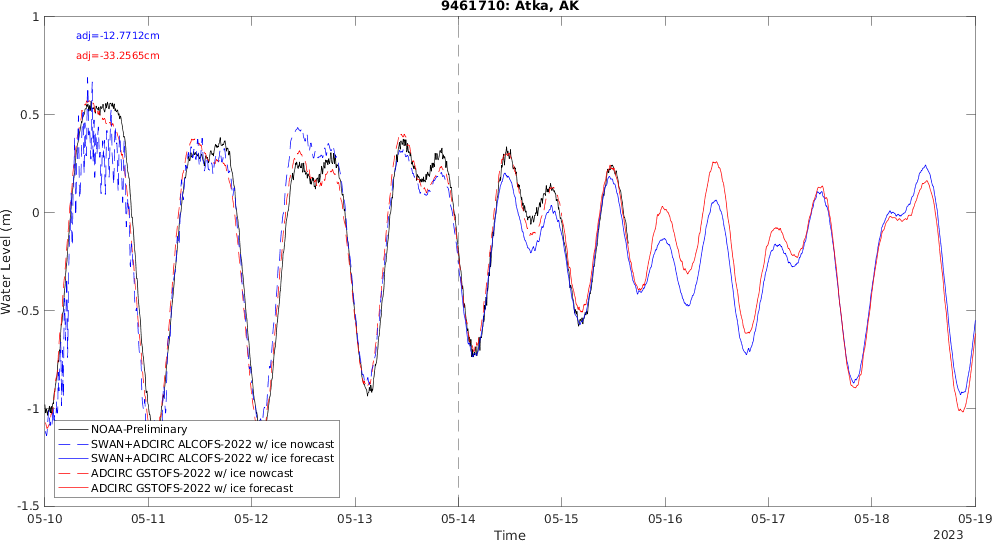 9461710: Atka, AK
adj=-12.7712cm
adj=-33.2565cm
1
0.5
0
-0.5
-1
-1.5
Water Level (m)
NOAA-Preliminary
SWAN+ADCIRC ALCOFS-2022 w/ ice nowcast
SWAN+ADCIRC ALCOFS-2022 w/ ice forecast
ADCIRC GSTOFS-2022 w/ ice nowcast
ADCIRC GSTOFS-2022 w/ ice forecast
05-10 05-11 05-12 05-13 05-14 05-15 05-16 05-17 05-18 05-19
Time
2023